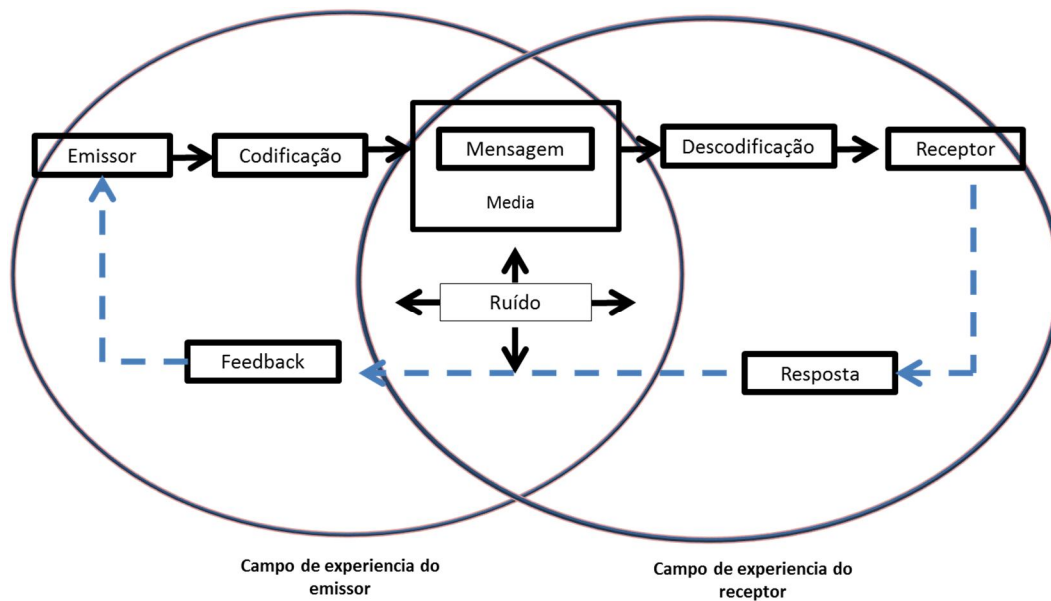 Emissor
Codificação
Mensagem
Media
Descodificação
Receptor
Ruído
Feedback
Resposta
Campo de experiencia do
emissor
Campo de experiencia do
receptor